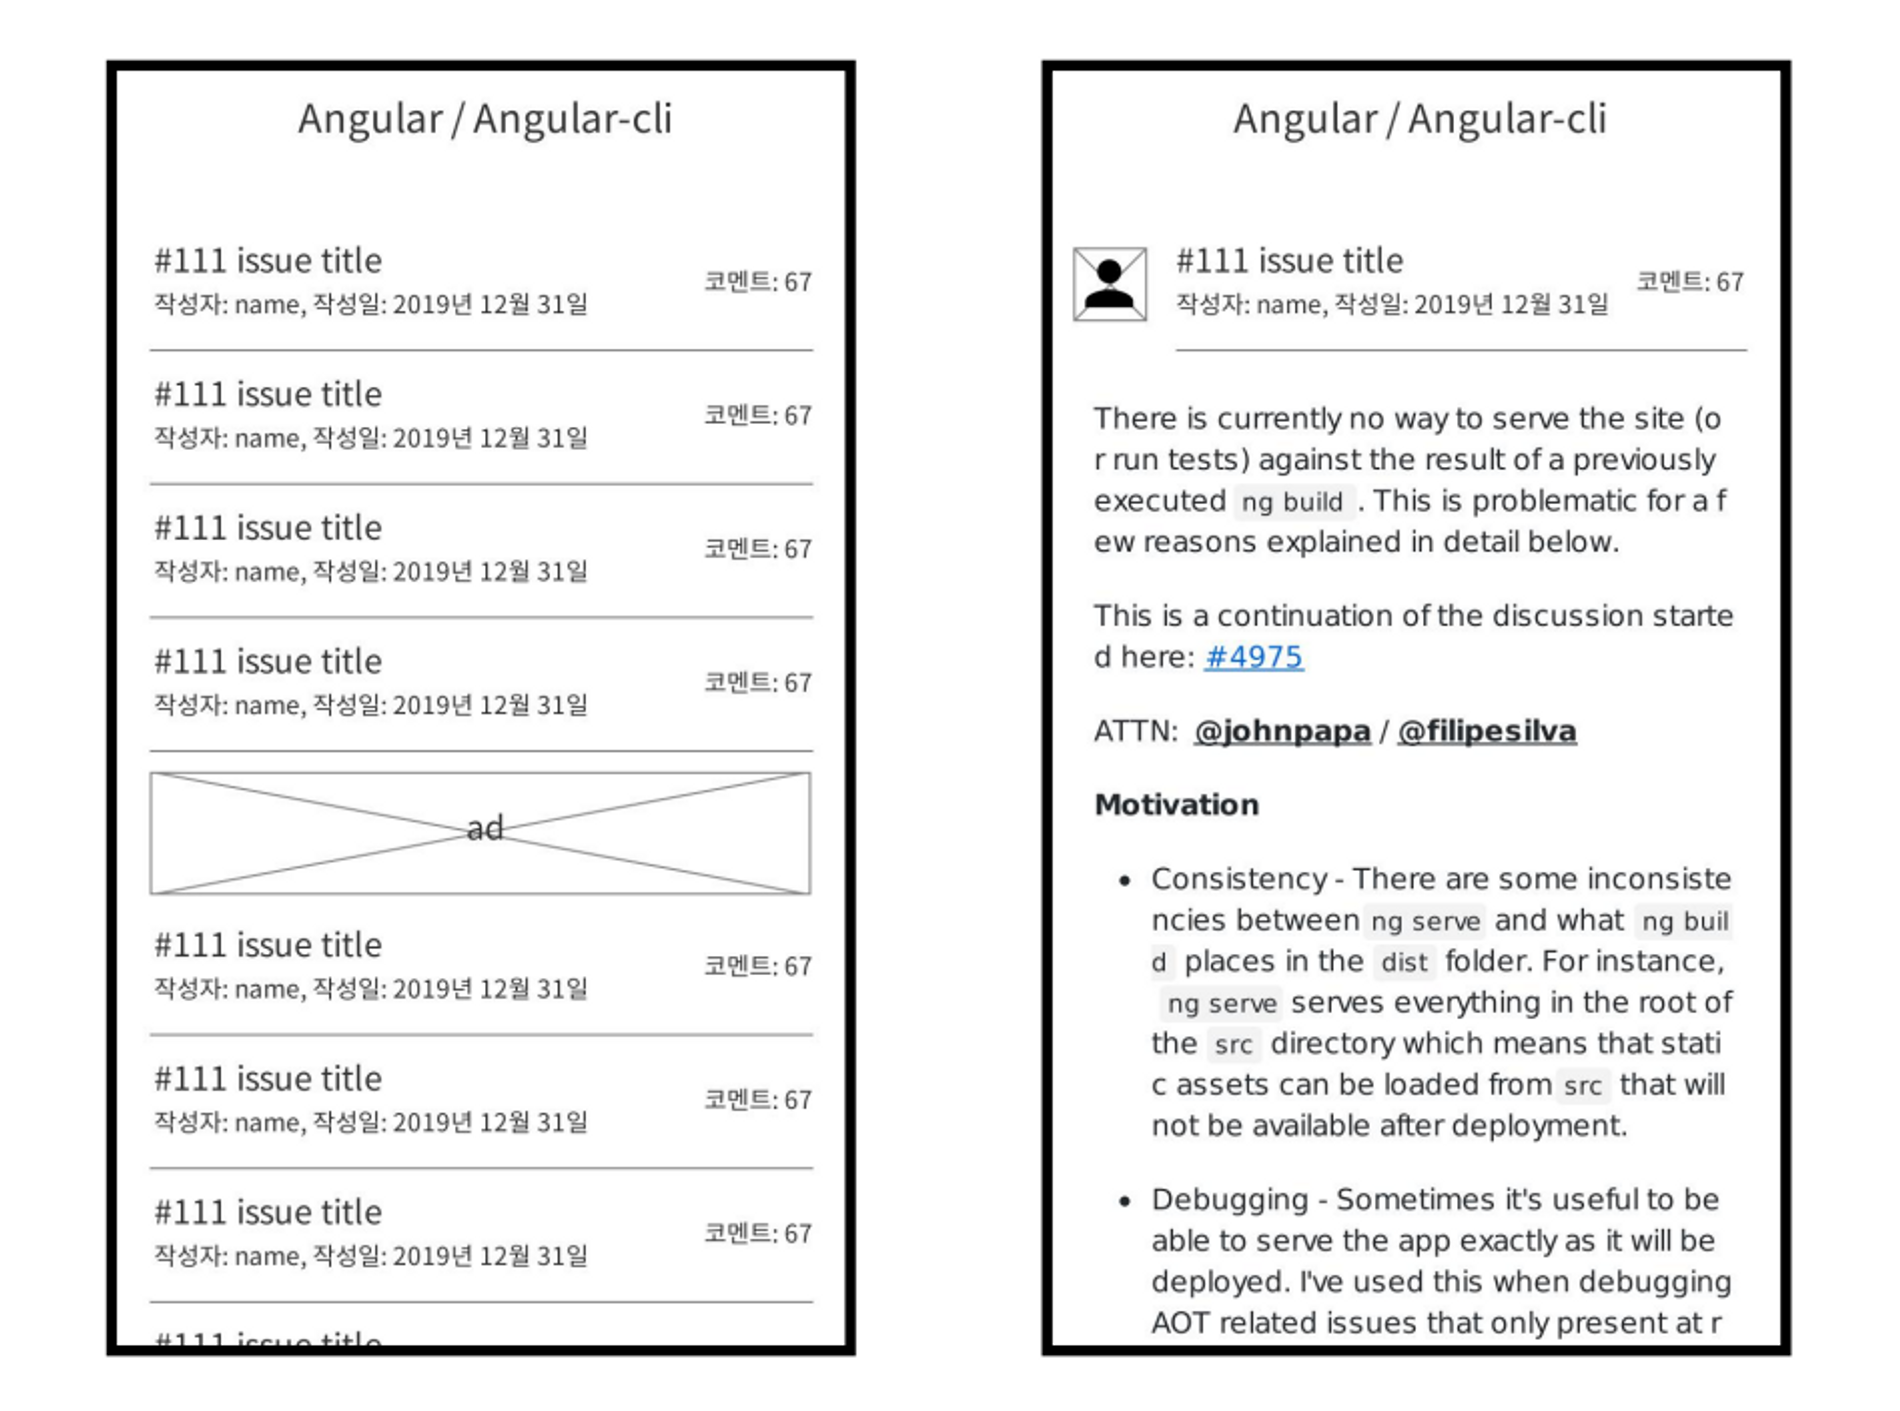 Angular / Angular-cli
#111 issue title
작성자: name, 작성일: 2019년 12월 31일
코멘트: 67
#111 issue title
작성자: name, 작성일: 2019년 12월 31일
코멘트: 67
#111 issue title
작성자: name, 작성일: 2019년 12월 31일
코멘트: 67
#111 issue title
작성자: name, 작성일: 2019년 12월 31일
코멘트: 67
ad
#111 issue title
작성자: name, 작성일: 2019년 12월 31일
코멘트: 67
#111 issue title
작성자: name, 작성일: 2019년 12월 31일
코멘트: 67
#111 issue title
작성자: name, 작성일: 2019년 12월 31일
코멘트: 67
#111 issue title
Angular / Angular-cli
#111 issue title
작성자: name, 작성일: 2019년 12월 31일
코멘트: 67
There is currently no way to serve the site (o
r run tests) against the result of a previously
executed ng build . This is problematic for a f
ew reasons explained in detail below.
This is a continuation of the discussion starte
d here: #4975
ATTN: @johnpapa / @filipesilva
Motivation
• Consistency - There are some inconsiste
ncies between ng serve and what ng buil
d places in the dist folder. For instance,
ng serve serves everything in the root of
the src directory which means that stati
c assets can be loaded from src that will
not be available after deployment.
• Debugging - Sometimes it's useful to be
able to serve the app exactly as it will be
deployed. I've used this when debugging
AOT related issues that only present at r